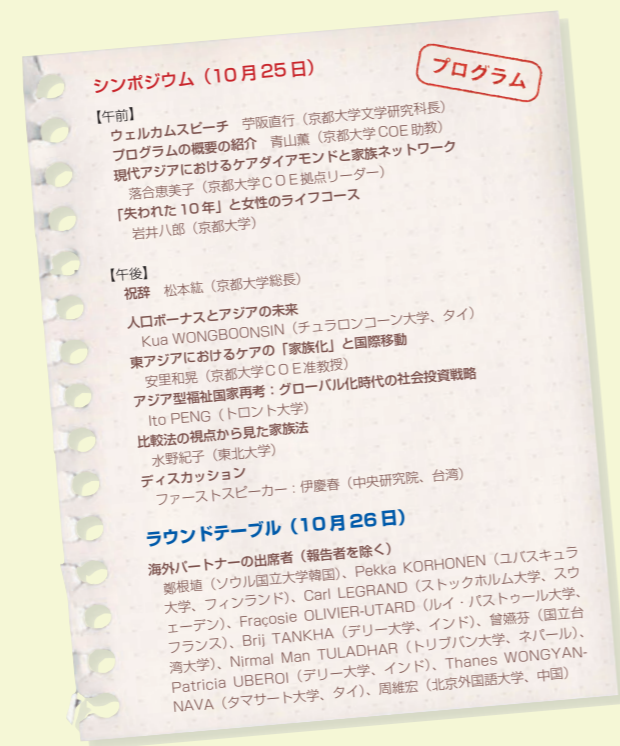 シンポジウム（10月25日）
プログラム
【午前】
ウェルカムスピーチ　苧阪直行（京都大学文学研究科長）
プログラムの概要の紹介　青山薫（京都大学COE助教）
現代アジアにおけるケアダイアモンドと家族ネットワーク
落合恵美子（京都大学ＣＯＥ拠点リーダー）
「失われた10年」と女性のライフコース
岩井八郎（京都大学）
【午後】
祝辞　松本紘（京都大学総長）
人口ボーナスとアジアの未来
Kua WONGBOONSIN（チュラロンコーン大学、タイ）
東アジアにおけるケアの「家族化」と国際移動
安里和晃（京都大学ＣＯＥ准教授）
アジア型福祉国家再考：グローバル化時代の社会投資戦略
Ito PENG（トロント大学）
比較法の視点から見た家族法
水野紀子（東北大学）
ディスカッション
ファーストスピーカー：伊慶春（中央研究院、台湾）
ラウンドテーブル（10月26日）
海外パートナーの出席者（報告者を除く）
鄭根埴（ソウル国立大学韓国）、Pekka KORHONEN（ユバスキュラ
大学、フィンランド）、Carl LEGRAND（ストックホルム大学、スウ
ェーデン）、Fraçosie OLIVIER-UTARD（ルイ・パストゥール大学、
フランス）、Brij TANKHA（デリー大学、インド）、曾嬿芬（国立台
湾大学）、Nirmal Man TULADHAR（トリブバン大学、ネパール）、
Patricia UBEROI（デリー大学、インド）、Thanes WONGYAN-
NAVA（タマサート大学、タイ）、周維宏（北京外国語大学、中国）